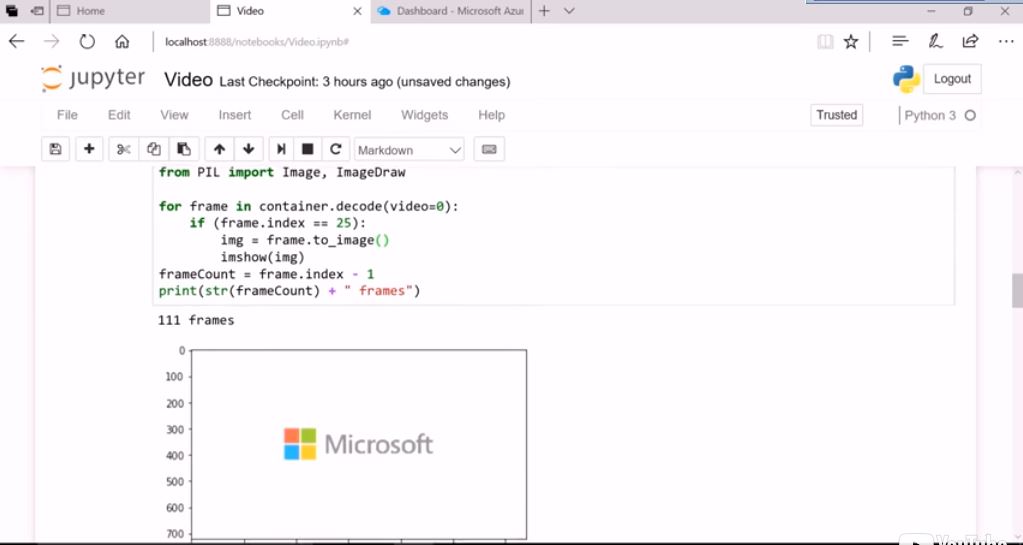 Home
Video
Dashboard - Microsoft Azu
localhost:8888/notebooks/Video.ipynb#
jupyter Video Last Checkpoint: 3 hours ago (unsaved changes)
Logout
File Edit View Insert Cell Kernel Widgets Help
Trusted
Python 3
Markdown
from PIL import Image, ImageDraw
for frame in container.decode(video=0):
if (frame.index == 25):
img = frame.to_image()
imshow(img)
frameCount = frame.index - 1
print(str(frameCount) + " frames")
111 frames
0
100
200
300
400
500
600
700
Microsoft
YouTube